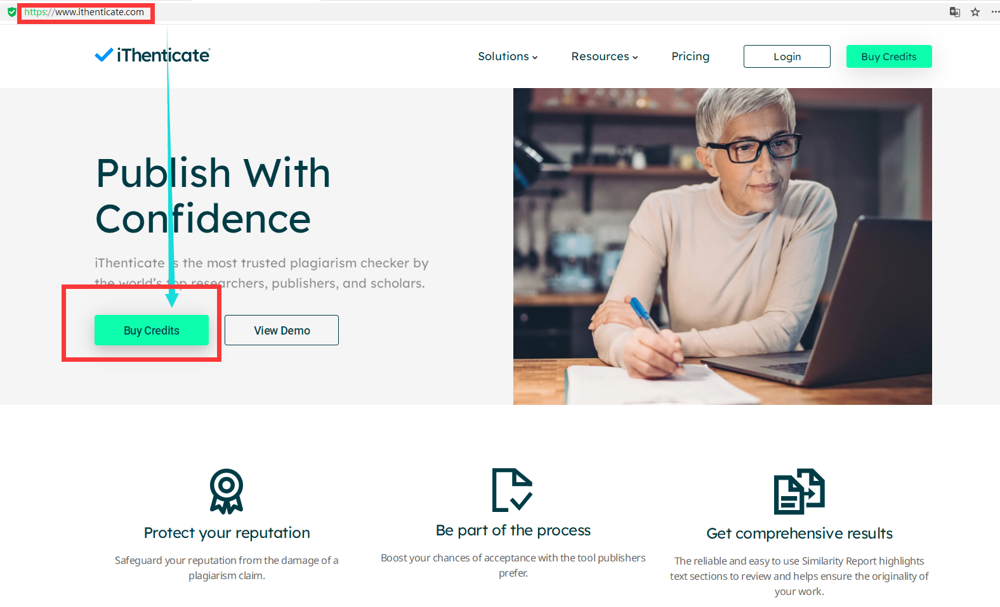 https://www.ithenticate.com
iThenticate®
Solutions
Resources
Pricing
Login
Buy Credits
Publish With
Confidence
iThenticate is the most trusted plagiarism checker by
the world's top researchers, publishers, and scholars.
Buy Credits
View Demo
Protect your reputation
Safeguard your reputation from the damage of a
plagiarism claim.
Be part of the process
Boost your chances of acceptance with the tool publishers
prefer.
Get comprehensive results
The reliable and easy to use Similarity Report highlights
text sections to review and helps ensure the originality of
your work.